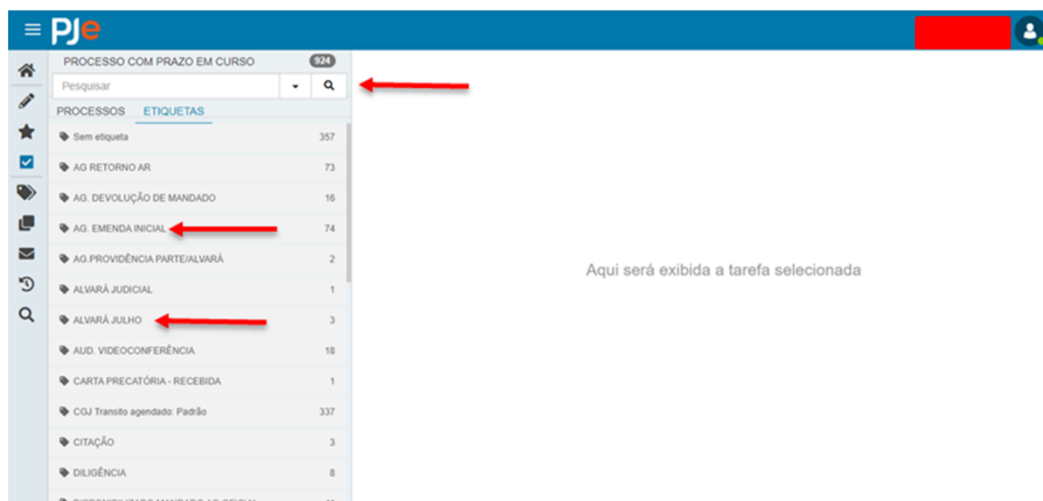 PJe
PROCESSO COM PRAZO EM CURSO 924
Pesquisar
PROCESSOS ETIQUETAS
Sem etiqueta 357
AG RETORNO AR 73
AG. DEVOLUÇÃO DE MANDADO 16
AG. EMENDA INICIAL 74
AG.PROVIDÊNCIA PARTE/ALVARÁ 2
ALVARÁ JUDICIAL 1
ALVARÁ JULHO 3
AUD. VIDEOCONFERÊNCIA 18
CARTA PRECATÓRIA - RECEBIDA 1
CGJ Transito agendado: Padrão 337
CITAÇÃO 3
DILIGÊNCIA 8
Aqui será exibida a tarefa selecionada